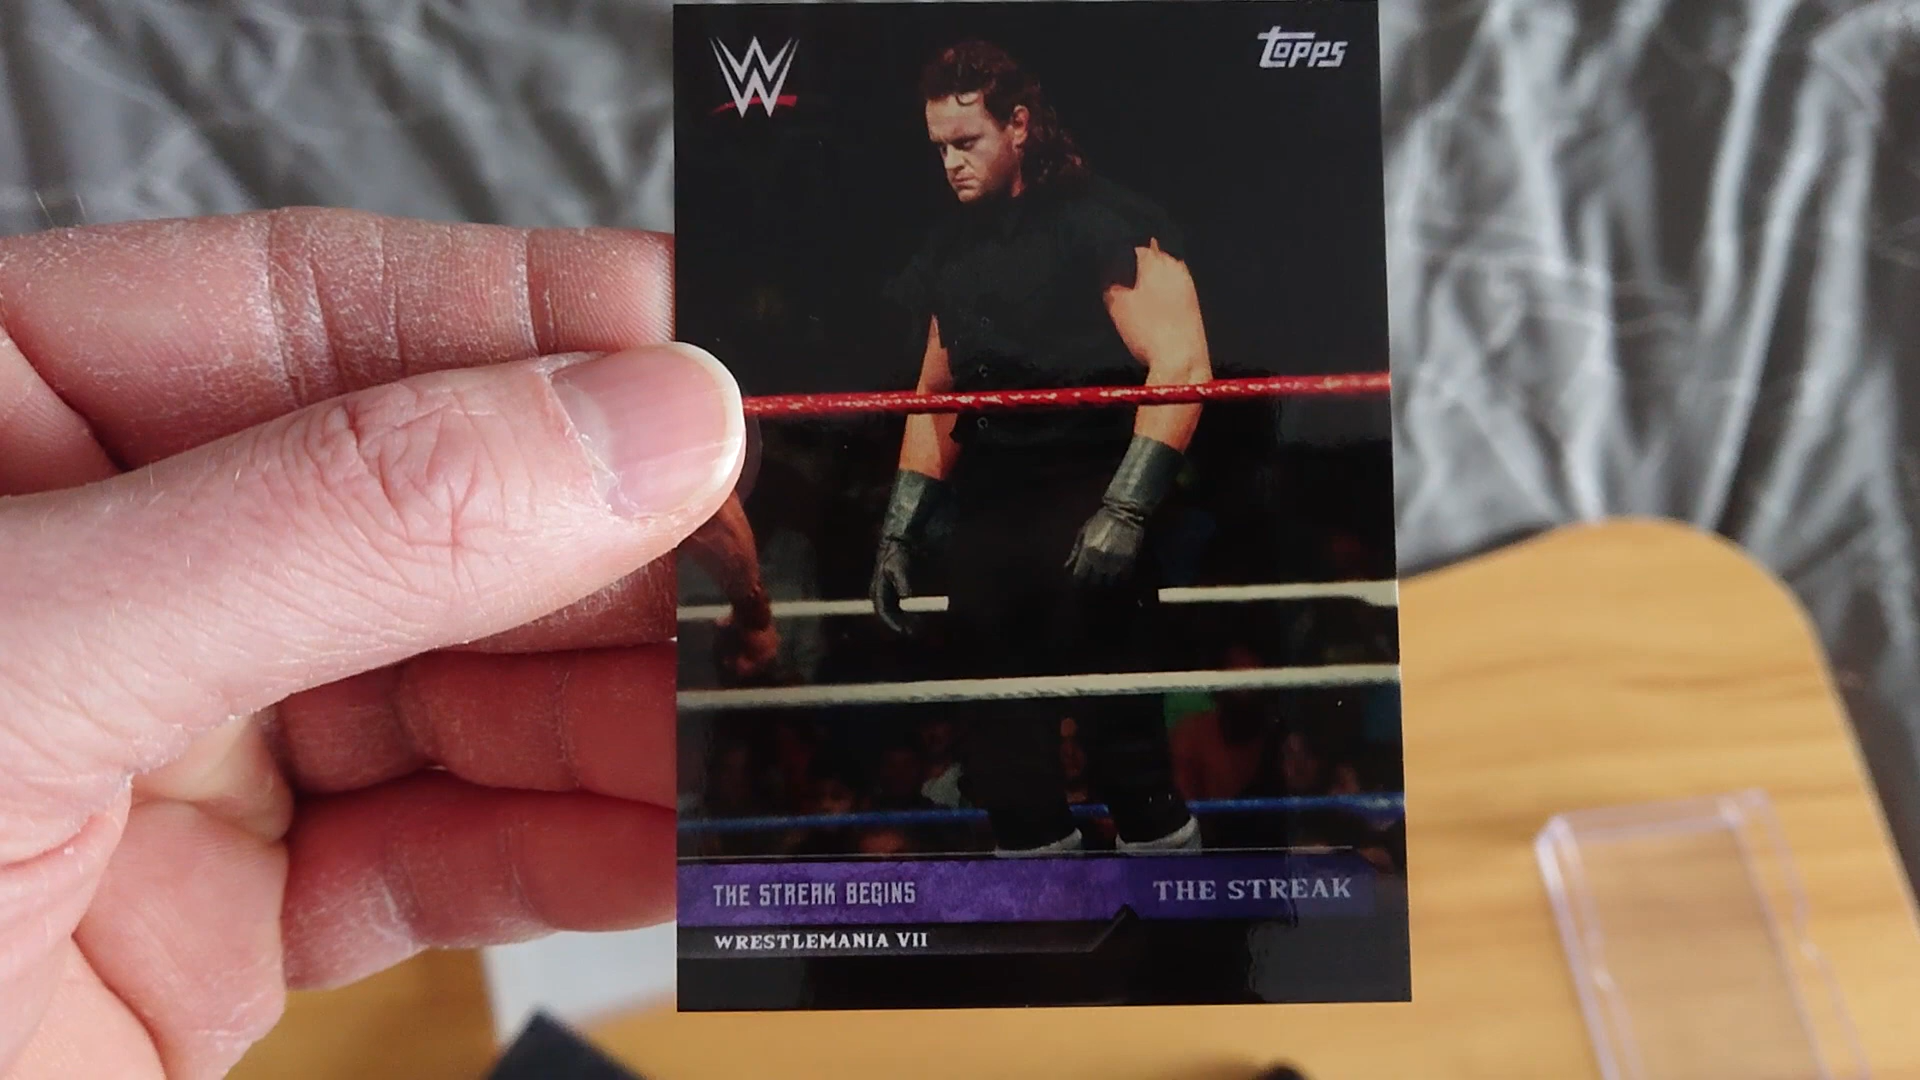 W
Topps
THE STREAK BEGINS
THE STREAK
WRESTLEMANIA VII